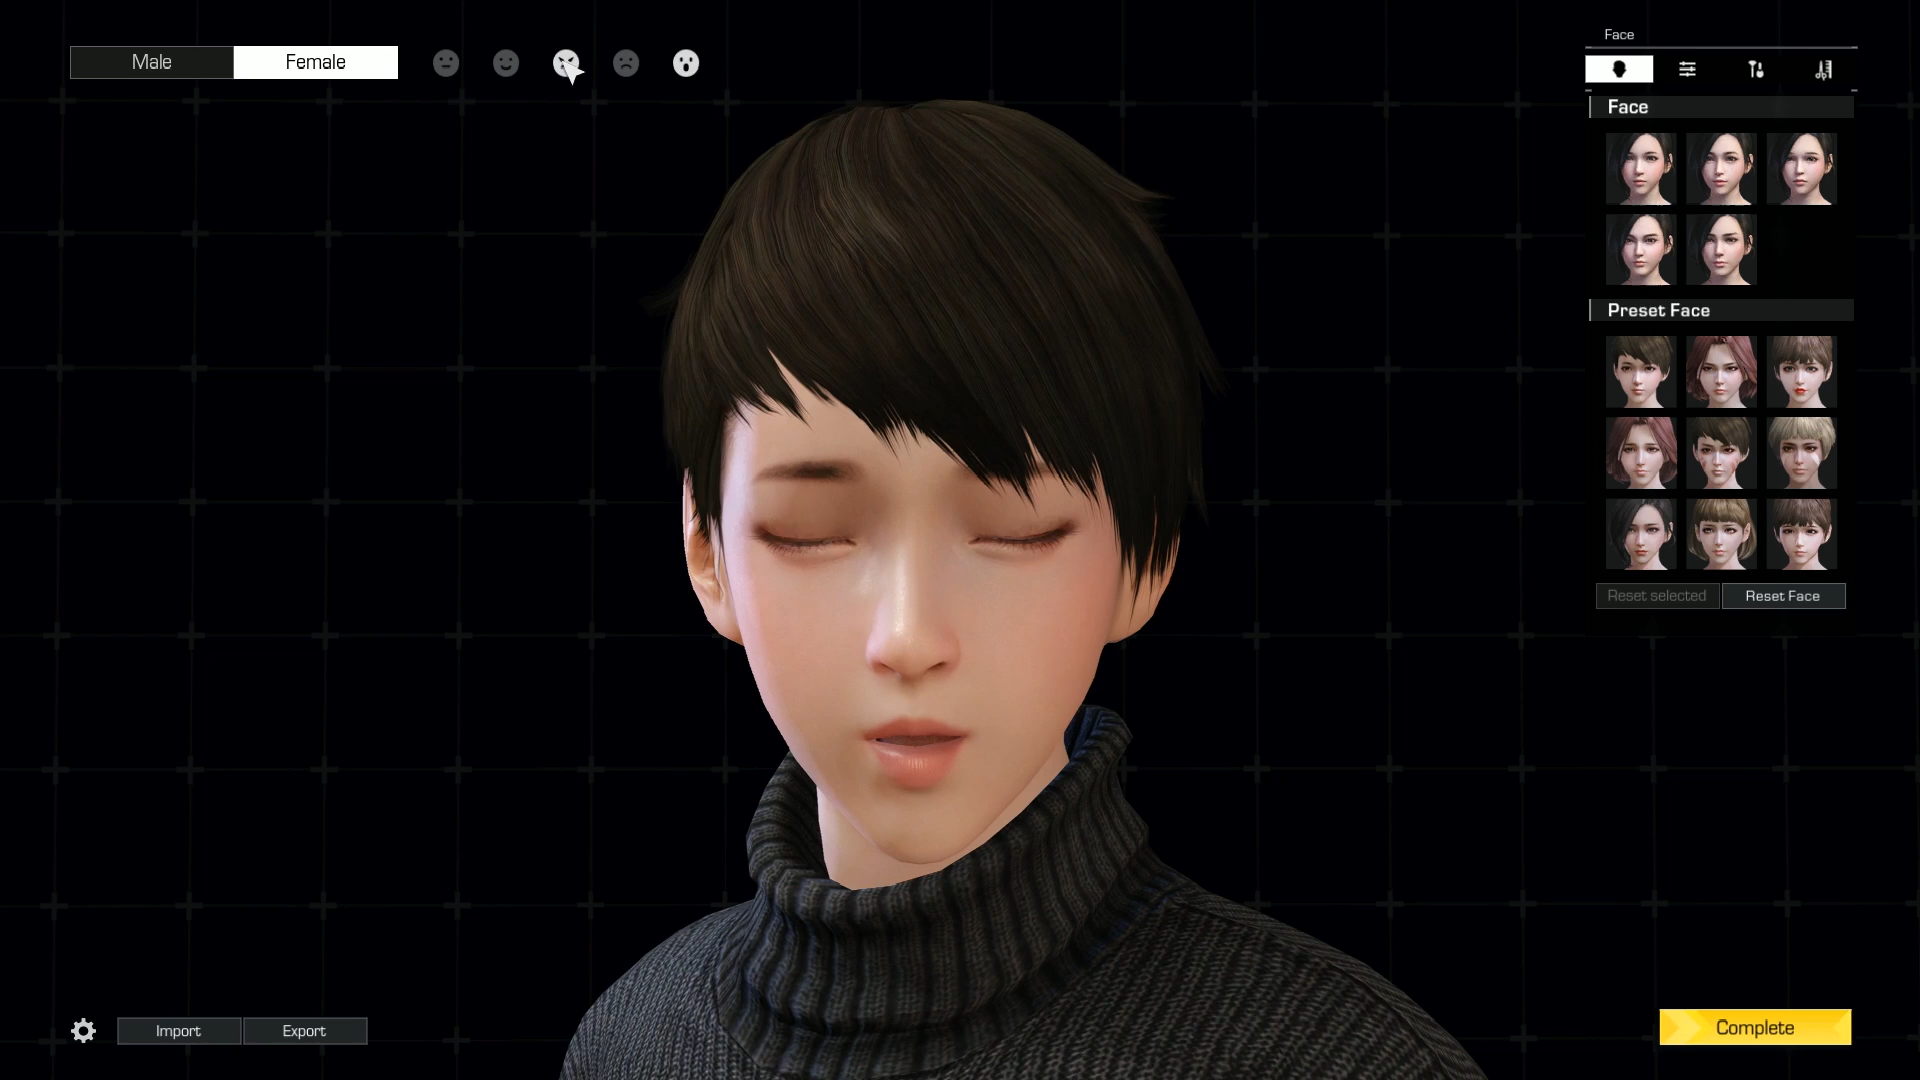 Male
Female
Face
Face
Preset Face
Reset selected
Reset Face
Import
Export
Complete